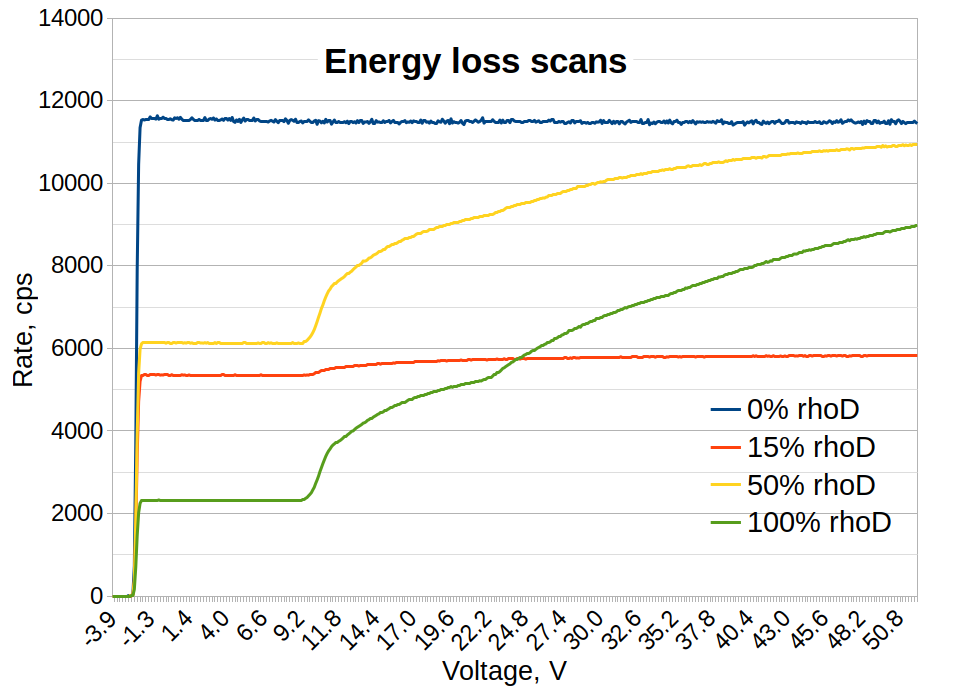 Energy loss scans
14000
12000
10000
8000
6000
4000
2000
0
Rate, cps
0% rhoD
15% rhoD
50% rhoD
100% rhoD
-3.9 -1.3 1.4 4.0 6.6 9.2 11.8 14.4 17.0 19.6 22.2 24.8 27.4 30.0 32.6 35.2 37.8 40.4 43.0 45.6 48.2 50.8
Voltage, V